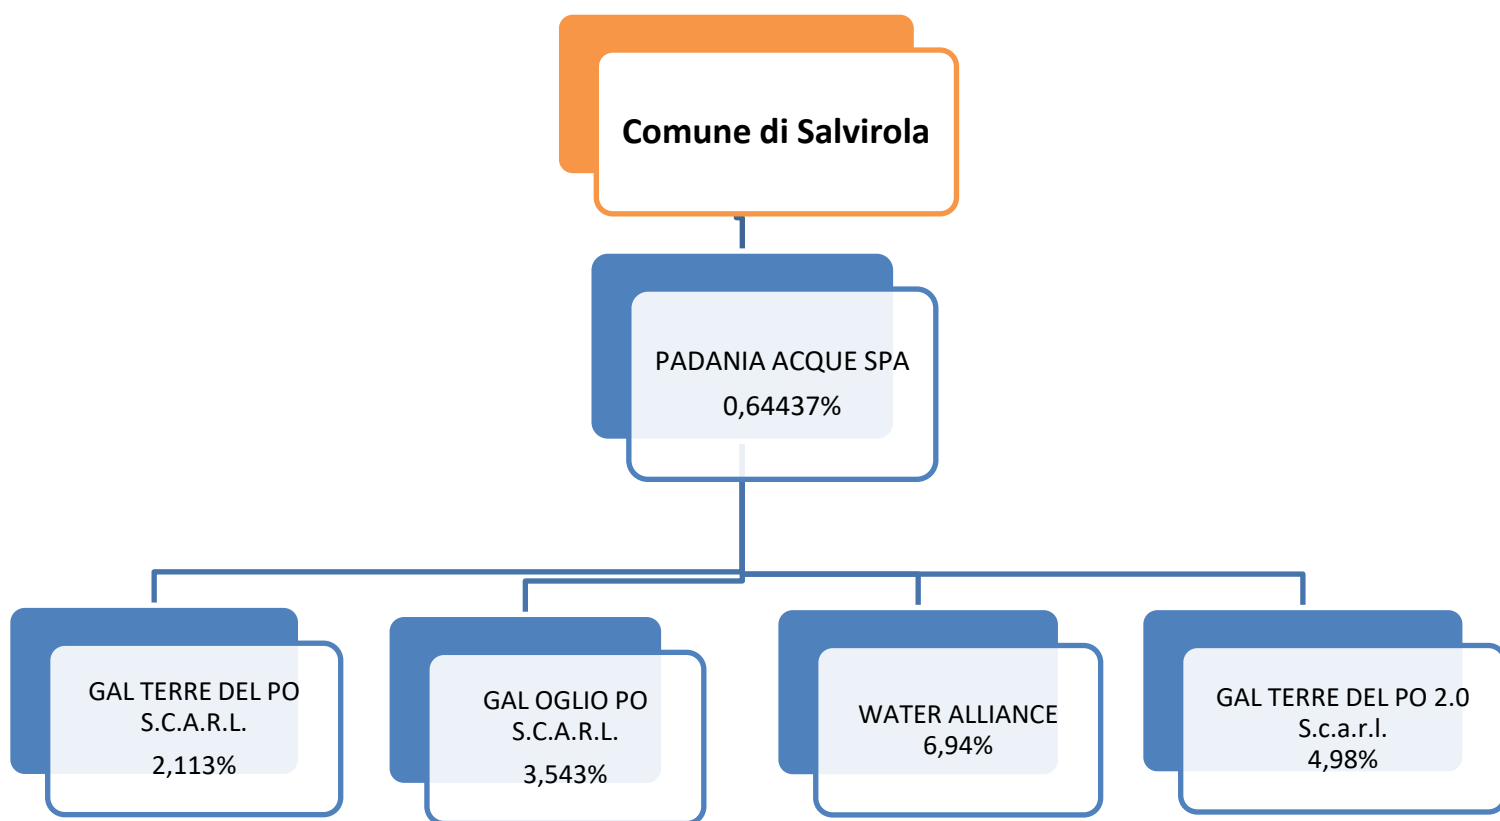 Comune di Salvirola
PADANIA ACQUE SPA
0,64437%
GAL TERRE DEL PO
S.C.A.R.L.
2,113%
GAL OGLIO PO
S.C.A.R.L.
3,543%
WATER ALLIANCE
6,94%
GAL TERRE DEL PO 2.0
S.c.a.r.l.
4,98%